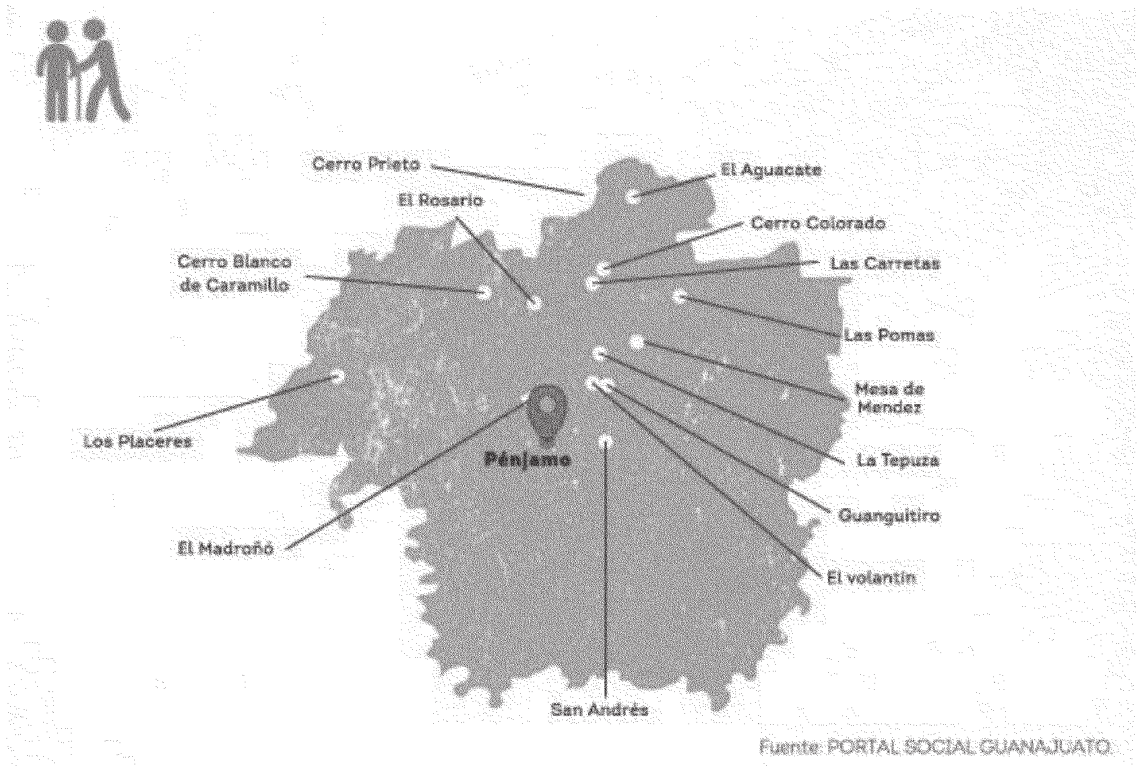 Cerro Prieto
El Aguacate
El Rosario
Cerro Colorado
Cerro Blanco
de Caramillo
Las Carretas
Las Pomas
Mesa de
Mendez
Los Placeres
Pénjamo
La Tepuza
Guanguitiro
El Madroñó
El volantín
San Andrés
Fuente: PORTAL SOCIAL GUANAJUATO.